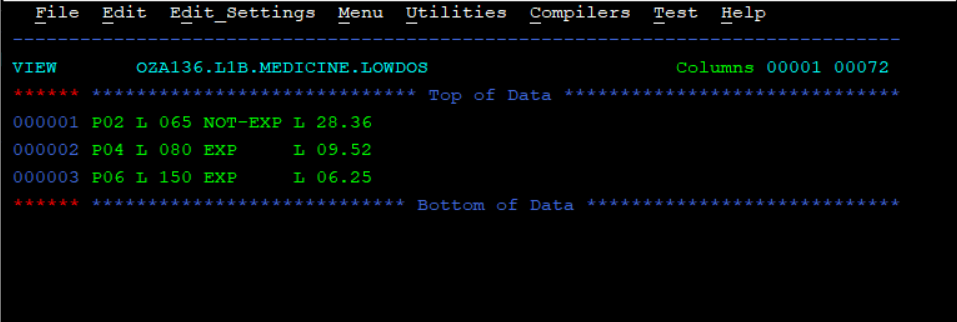 File Edit Edit_Settings Menu Utilities Compilers Test Help
--------------------------------------------------------------------------------
VIEW OZA136.L1B.MEDICINE.LOWDOS Columns 00001 00072
****** ***************************** Top of Data ******************************
000001 P02 L 065 NOT-EXP L 28.36
000002 P04 L 080 EXP L 09.52
000003 P06 L 150 EXP L 06.25
****** **************************** Bottom of Data ****************************